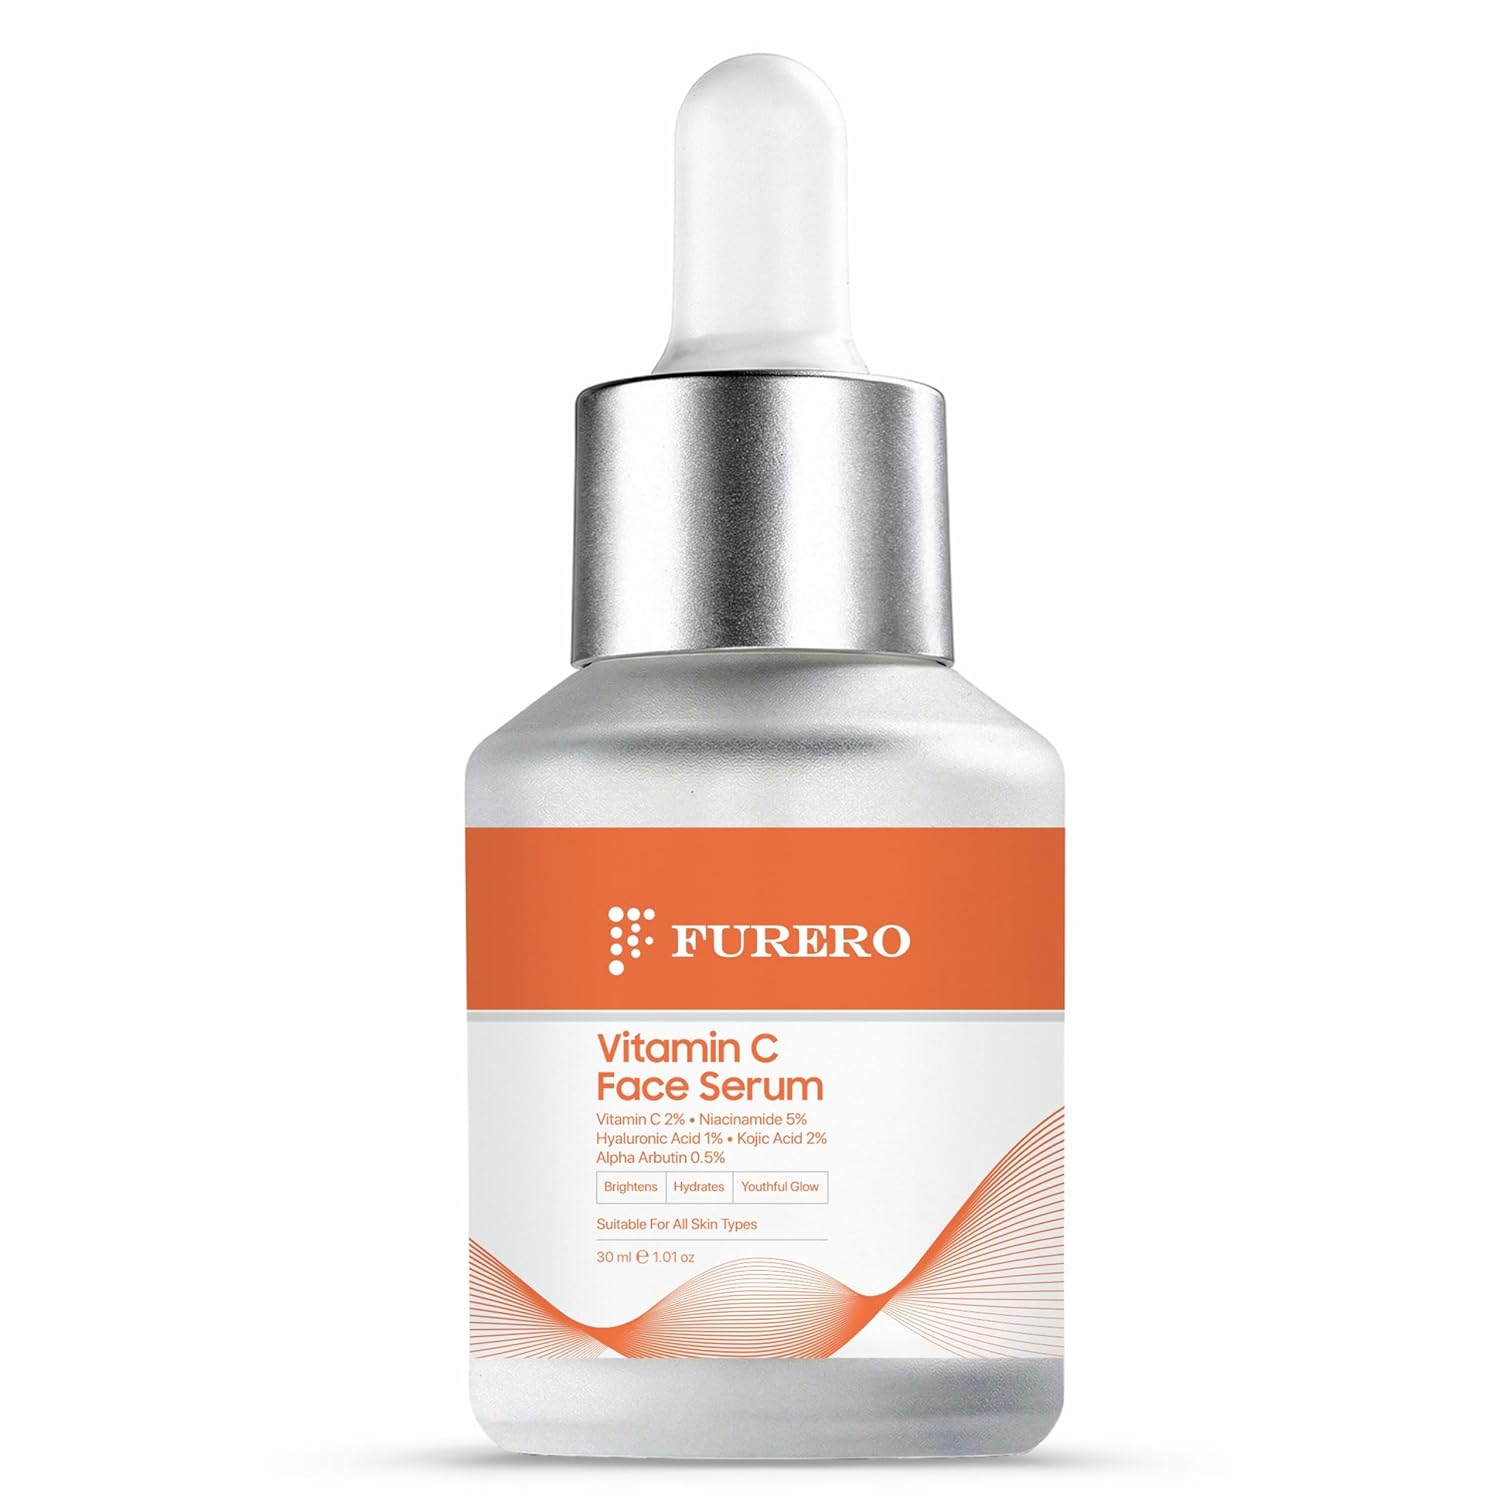 FURERO
Vitamin C
Face Serum
Vitamin C 2% • Niacinamide 5%
Hyaluronic Acid 1% • Kojic Acid 2%
Alpha Arbutin 0.5%
Brightens Hydrates Youthful Glow
Suitable For All Skin Types
30 ml ℮ 1.01 oz